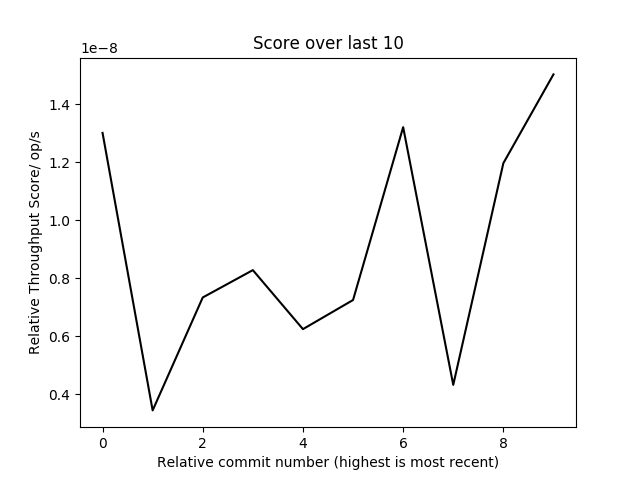 Score over last 10
1e−8
1.4
1.2
1.0
0.8
0.6
0.4
Relative Throughput Score/ op/s
0 2 4 6 8
Relative commit number (highest is most recent)